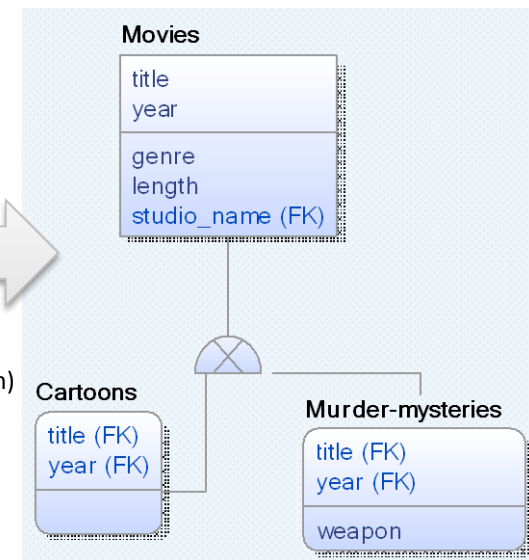 Movies
title
year
genre
length
studio_name (FK)
n)
Cartoons
title (FK)
year (FK)
Murder-mysteries
title (FK)
year (FK)
weapon